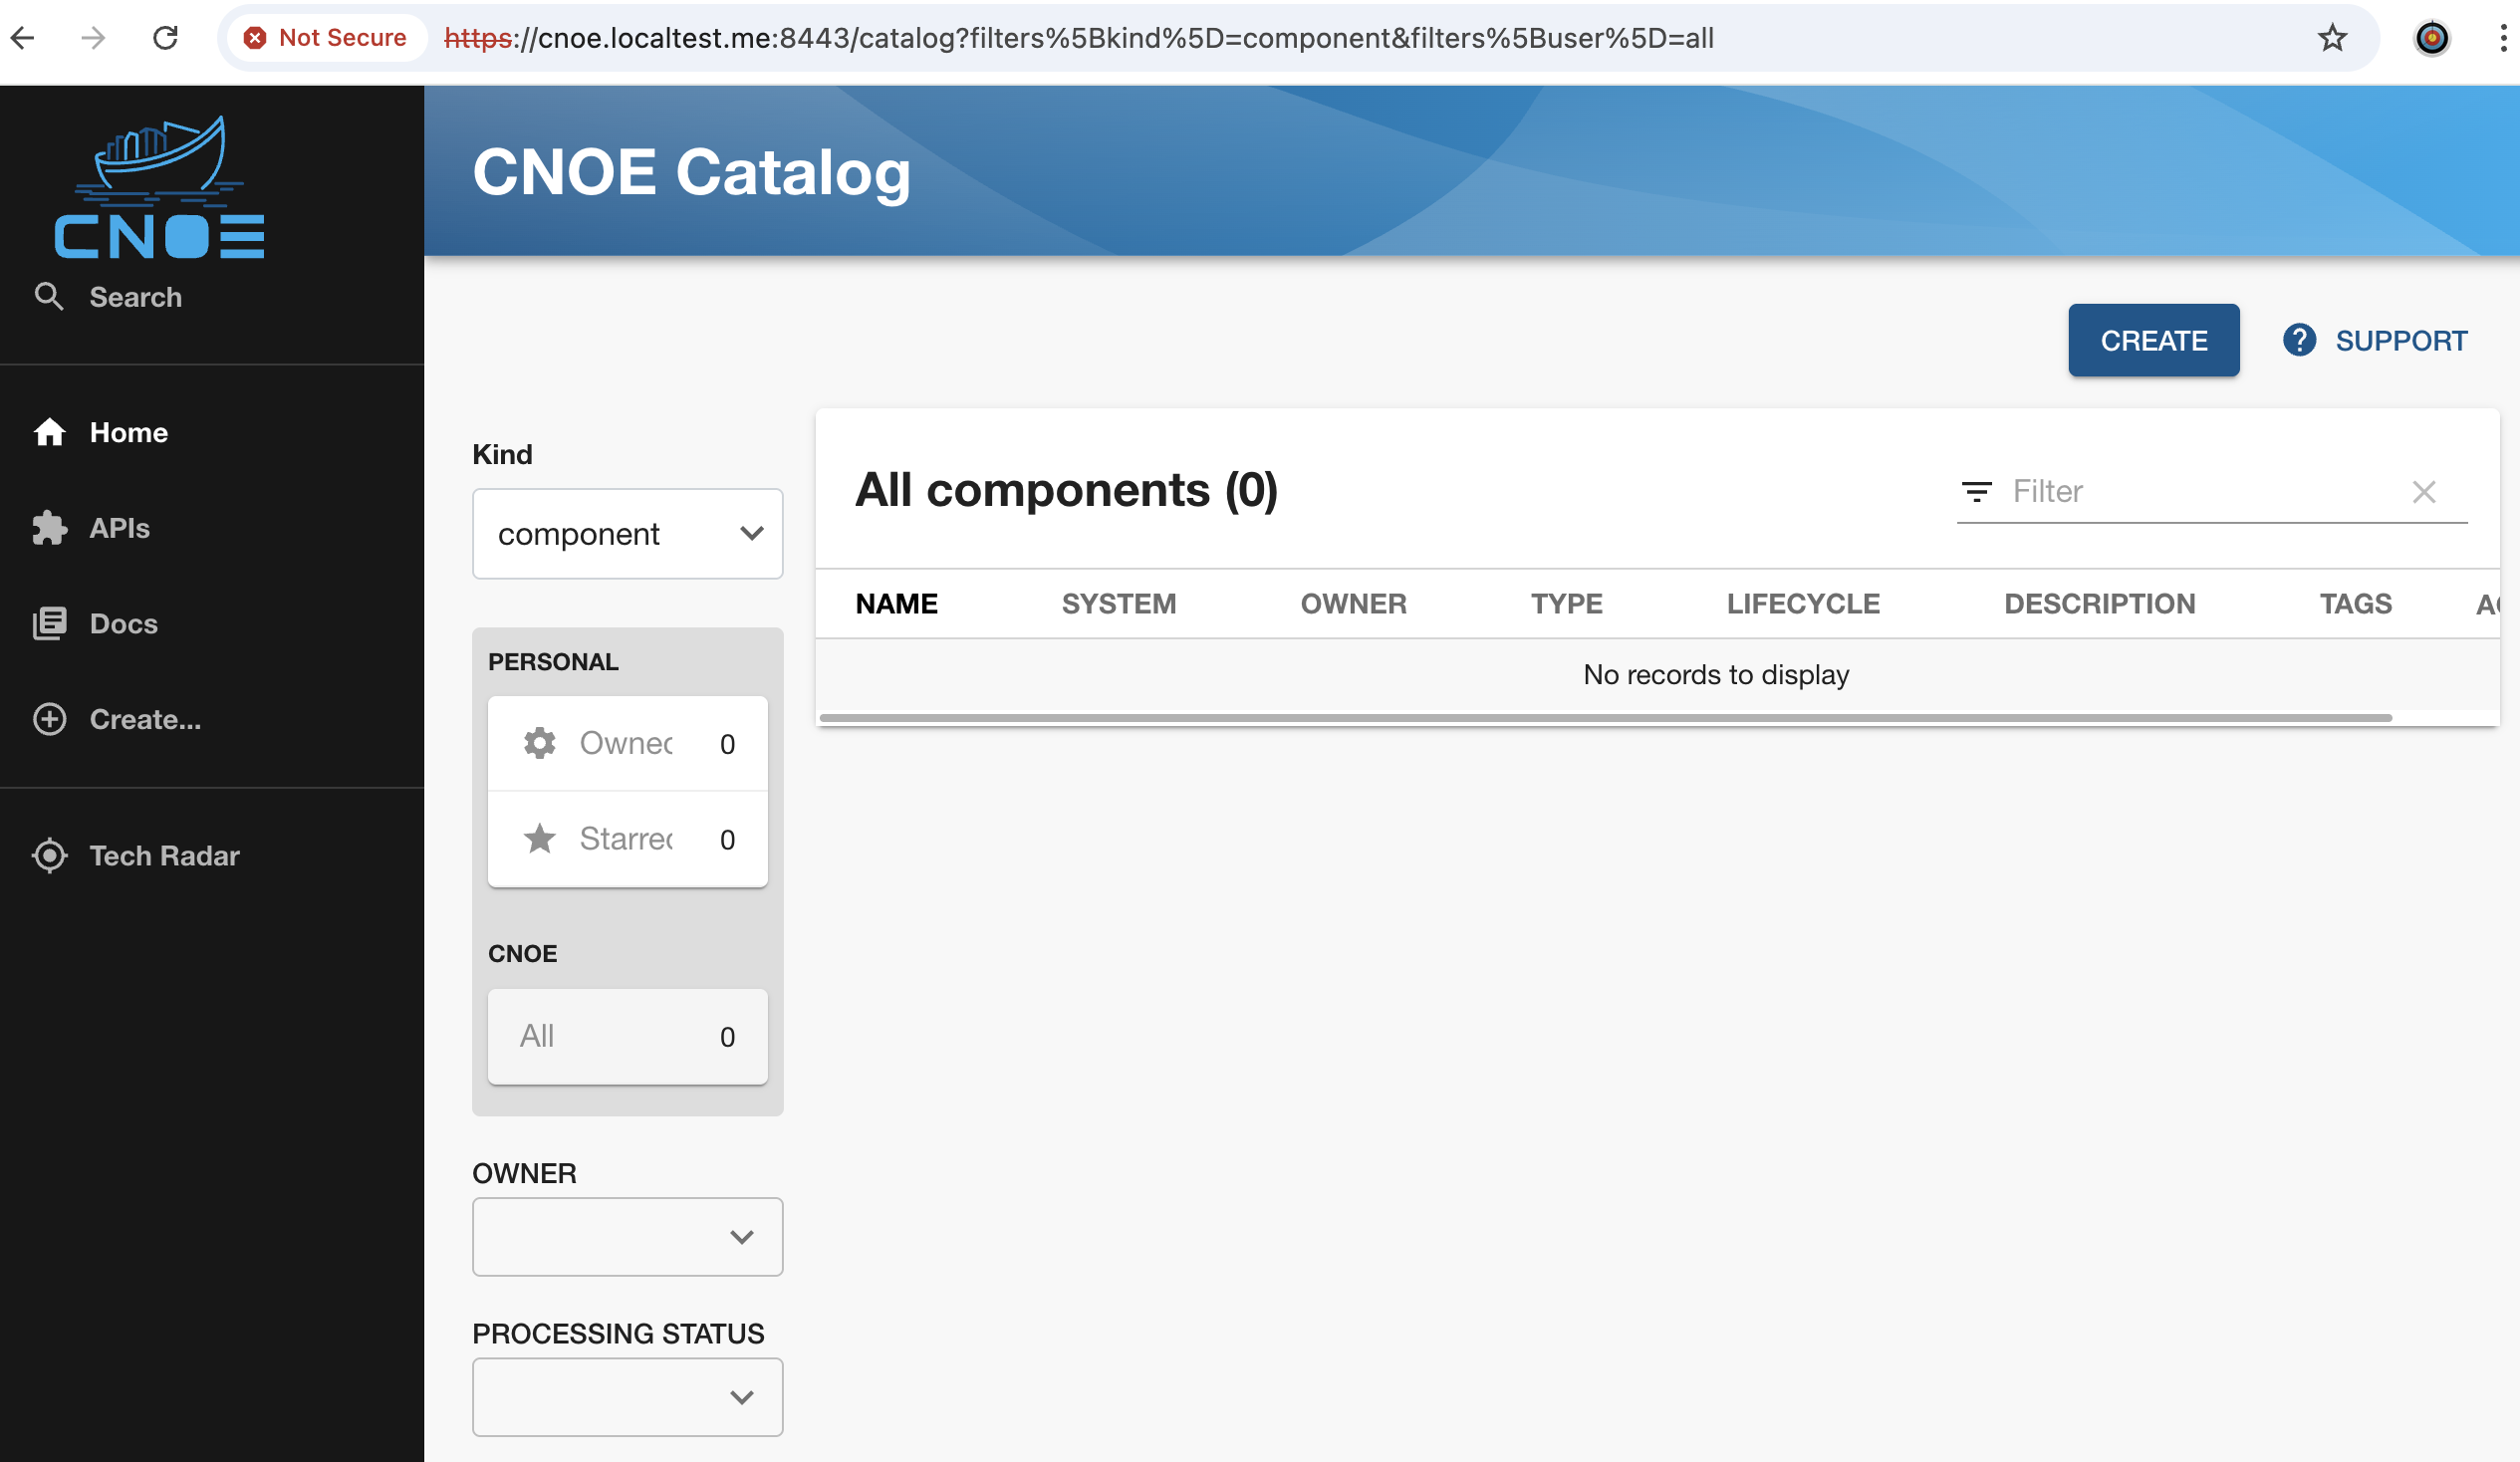 Not Secure https://cnoe.localtest.me:8443/catalog?filters%5Bkind%5D=component&filters%5Buser%5D=all
CNOE
Search
Home
APIs
Docs
Create...
Tech Radar
CNOE Catalog
CREATE
SUPPORT
Kind
component
PERSONAL
Owned 0
Starred 0
CNOE
All 0
OWNER
PROCESSING STATUS
All components (0)
Filter
NAME SYSTEM OWNER TYPE LIFECYCLE DESCRIPTION TAGS
No records to display